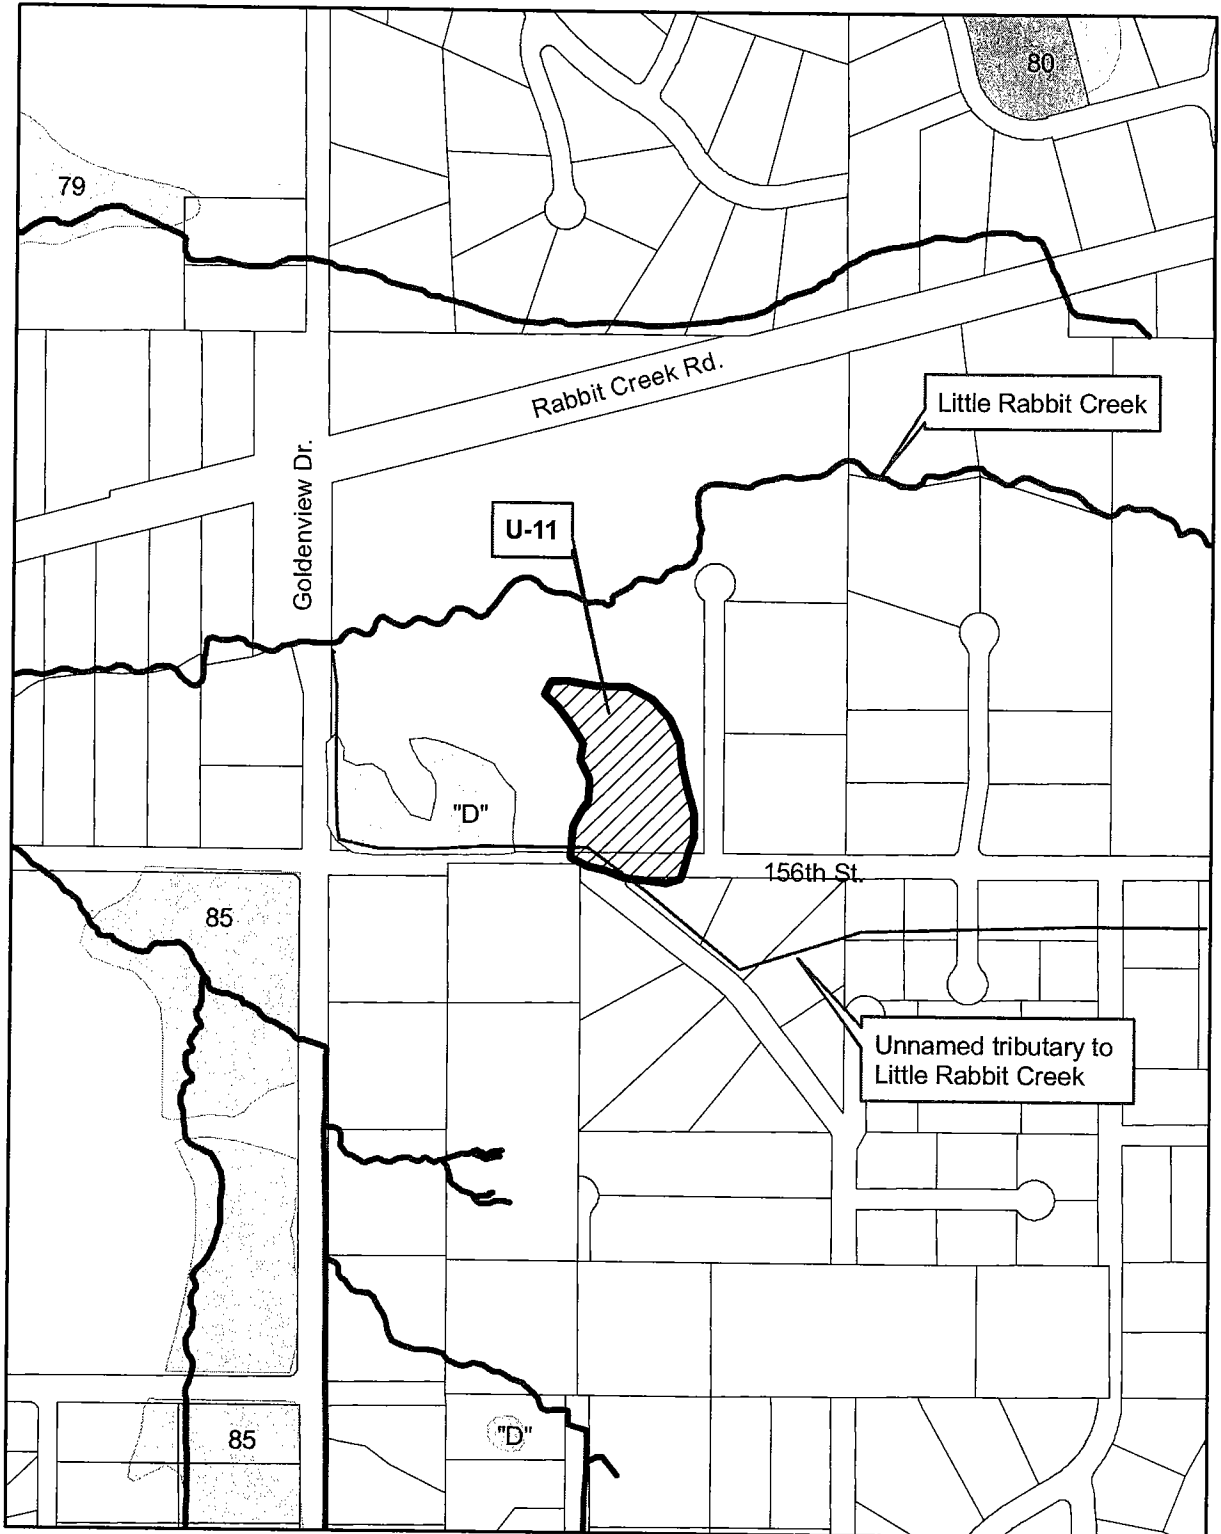 80
79
Rabbit Creek Rd.
Little Rabbit Creek
Goldenview Dr.
U-11
"D"
156th St.
85
Unnamed tributary to
Little Rabbit Creek
"D"
85